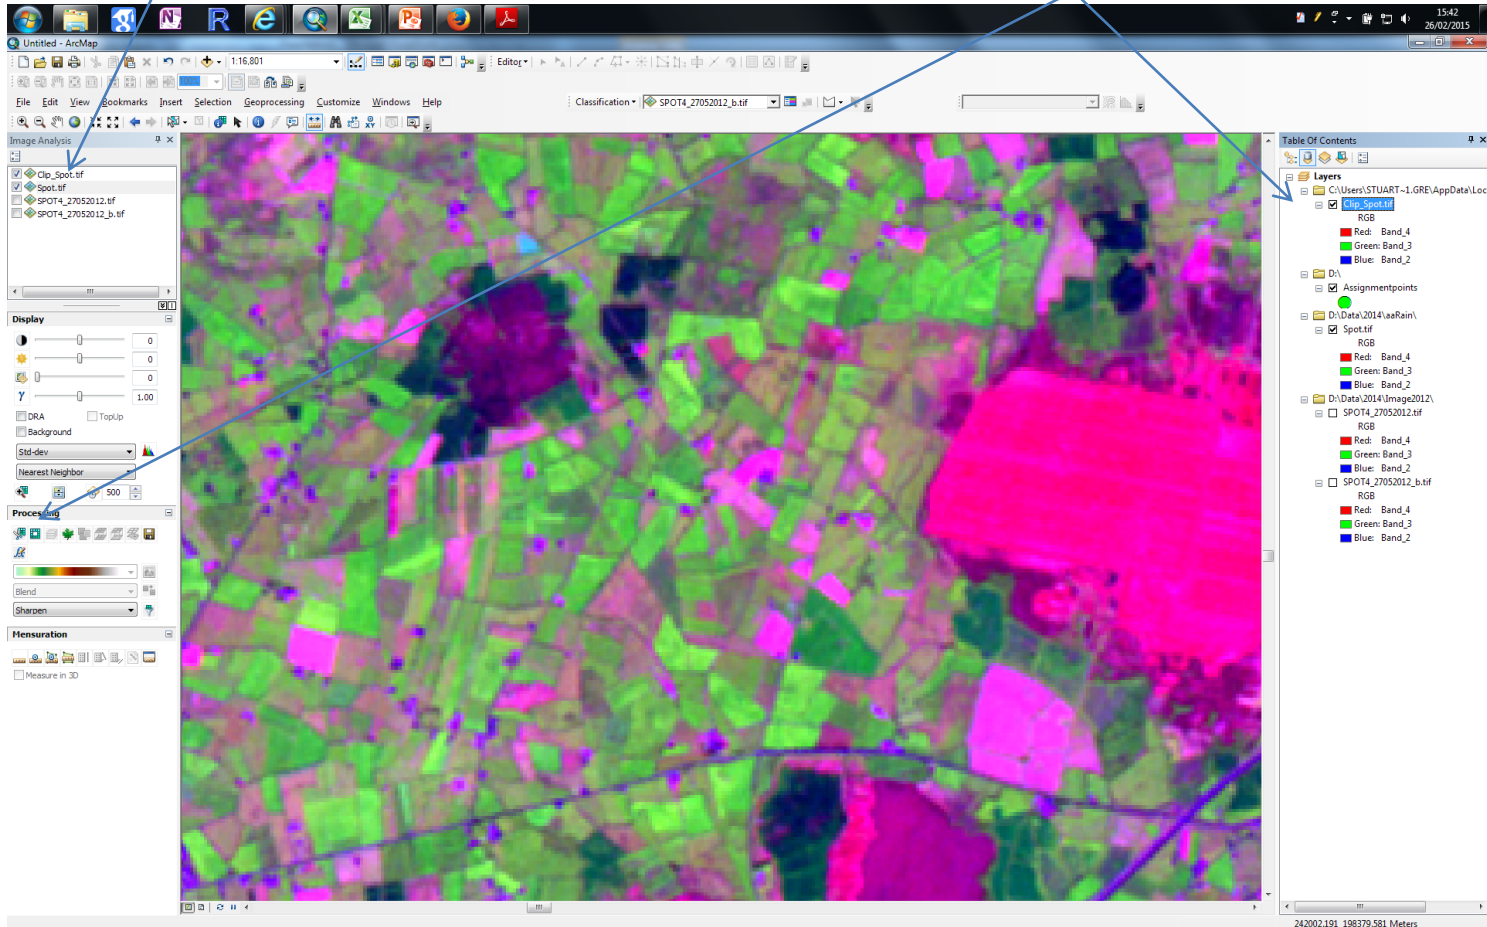 15:42
26/02/2015
Untitled - ArcMap
1:16,801
Editor
100%
File Edit View Bookmarks Insert Selection Geoprocessing Customize Windows Help
Classification
SPOT4_27052012_b.tif
Image Analysis
Clip_Spot.tif
Spot.tif
SPOT4_27052012.tif
SPOT4_27052012_b.tif
Display
0
0
0
1.00
DRA
TopUp
Background
Std-dev
Nearest Neighbor
500
Processing
Blend
Sharpen
Mensuration
Measure in 3D
Table Of Contents
Layers
C:\Users\STUART~1.GRE\AppData\Loc
Clip_Spot.tif
RGB
Red: Band_4
Green: Band_3
Blue: Band_2
D:\
Assignmentpoints
D:\Data\2014\aaRain\
Spot.tif
RGB
Red: Band_4
Green: Band_3
Blue: Band_2
D:\Data\2014\Image2012\
SPOT4_27052012.tif
RGB
Red: Band_4
Green: Band_3
Blue: Band_2
SPOT4_27052012_b.tif
RGB
Red: Band_4
Green: Band_3
Blue: Band_2
242002.191 198379.581 Meters